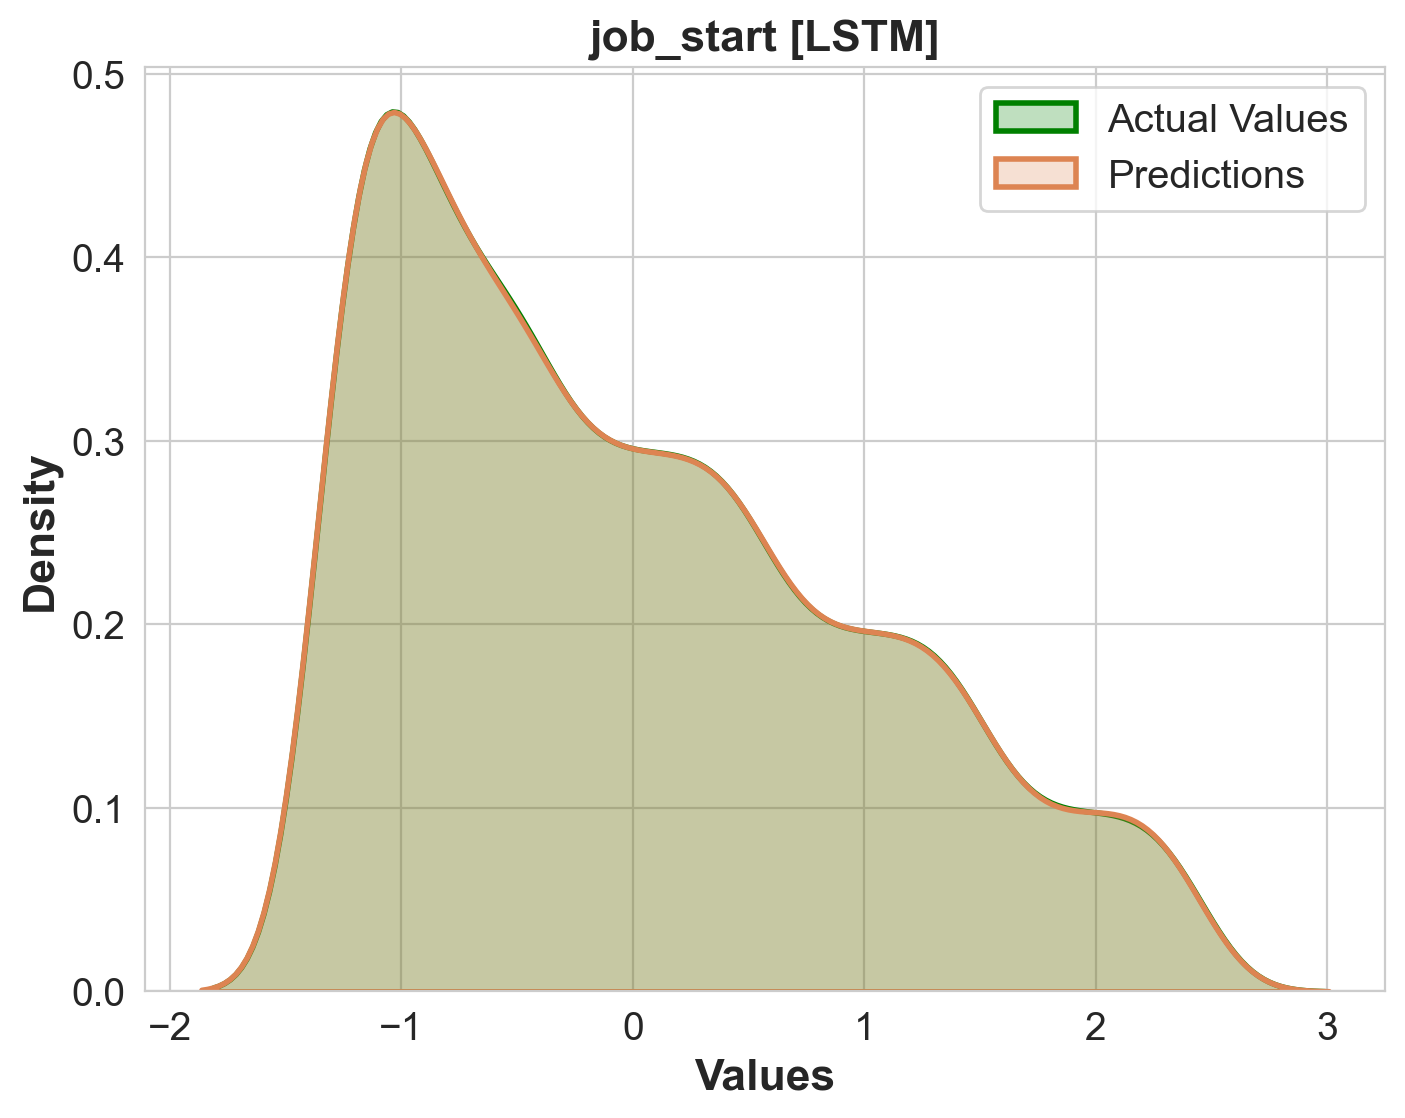 job_start [LSTM]
Actual Values
Predictions
Density
0.5
0.4
0.3
0.2
0.1
0.0
−2 −1 0 1 2 3
Values